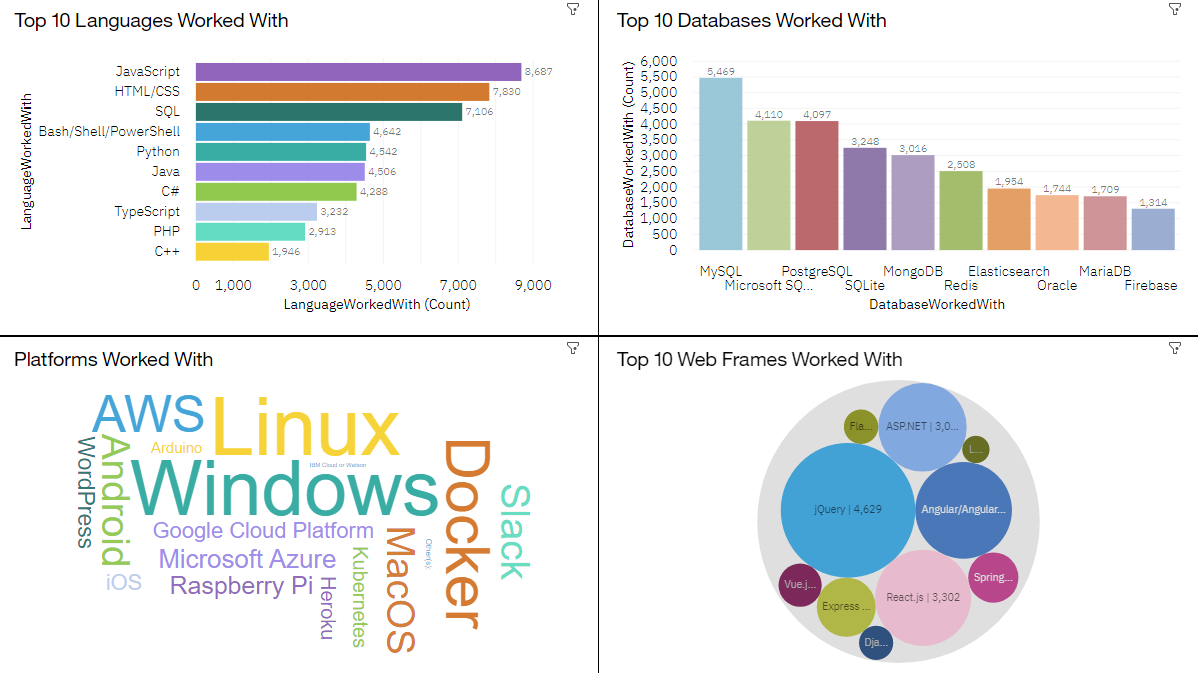 Top 10 Languages Worked With
LanguageWorkedWith
JavaScript 8,687
HTML/CSS 7,830
SQL 7,106
Bash/Shell/PowerShell 4,642
Python 4,542
Java 4,506
C# 4,288
TypeScript 3,232
PHP 2,913
C++ 1,946
0 1,000 3,000 5,000 7,000 9,000
LanguageWorkedWith (Count)
Top 10 Databases Worked With
DatabaseWorkedWith (Count)
6,000
5,500
5,000
4,500
4,000
3,500
3,000
2,500
2,000
1,500
1,000
500
0
5,469 4,110 4,097 3,248 3,016 2,508 1,954 1,744 1,709 1,314
MySQL PostgreSQL MongoDB Elasticsearch MariaDB
Microsoft SQ... SQLite Redis Oracle Firebase
DatabaseWorkedWith
Platforms Worked With
AWS
Linux
Arduino
WordPress
Android
IBM Cloud or Watson
Windows
Docker
Slack
Google Cloud Platform
MacOS
Other(s):
Microsoft Azure
Kubernetes
iOS
Raspberry Pi
Heroku
Top 10 Web Frames Worked With
Fla...
ASP.NET | 3,0...
L...
jQuery | 4,629
Angular/Angular...
Vue.j...
Express ...
React.js | 3,302
Spring...
Dja...